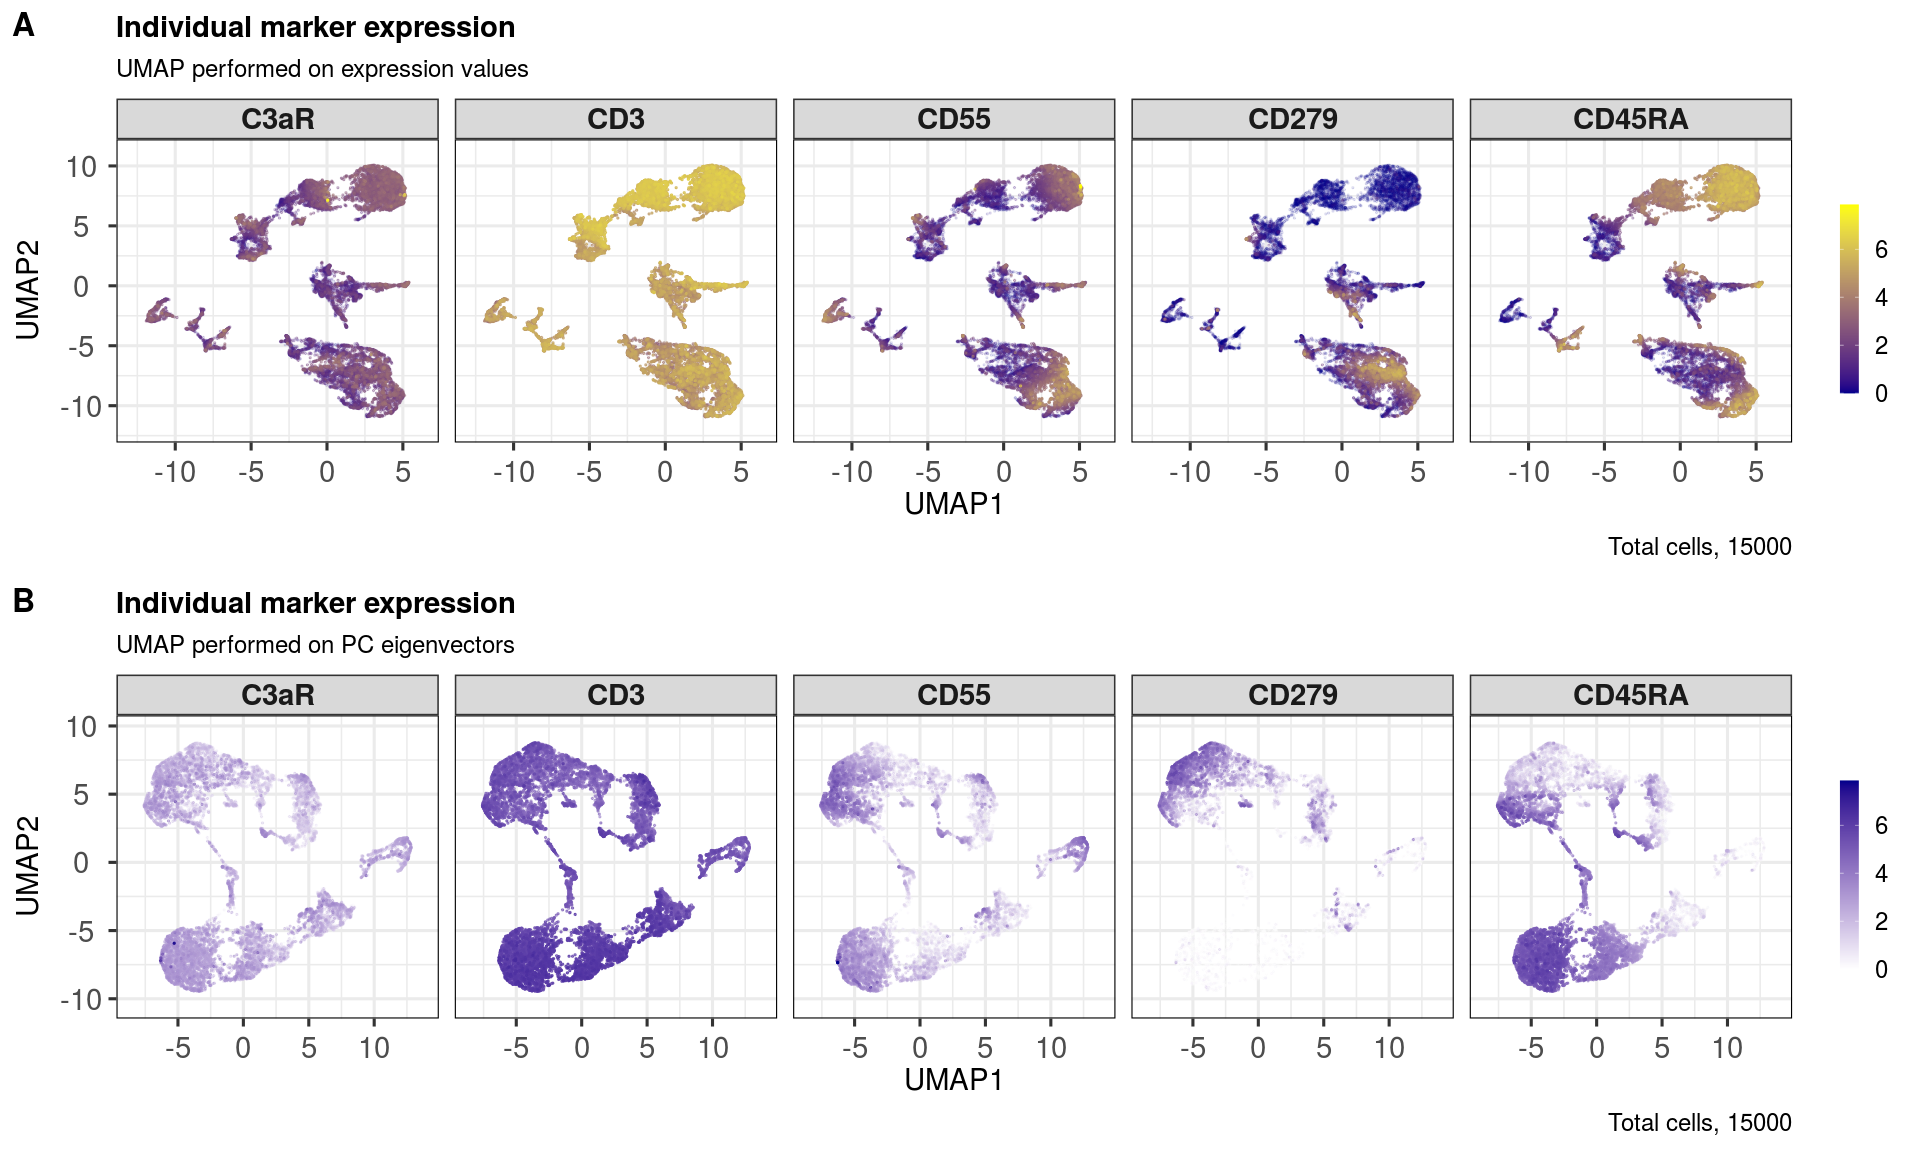 A
Individual marker expression
UMAP performed on expression values
C3aR CD3 CD55 CD279 CD45RA
10
5
0
-5
-10
UMAP2
6
4
2
0
-10 -5 0 5 -10 -5 0 5 -10 -5 0 5 -10 -5 0 5 -10 -5 0 5
UMAP1
Total cells, 15000
B
Individual marker expression
UMAP performed on PC eigenvectors
C3aR CD3 CD55 CD279 CD45RA
10
5
0
-5
-10
UMAP2
6
4
2
0
-5 0 5 10 -5 0 5 10 -5 0 5 10 -5 0 5 10 -5 0 5 10
UMAP1
Total cells, 15000